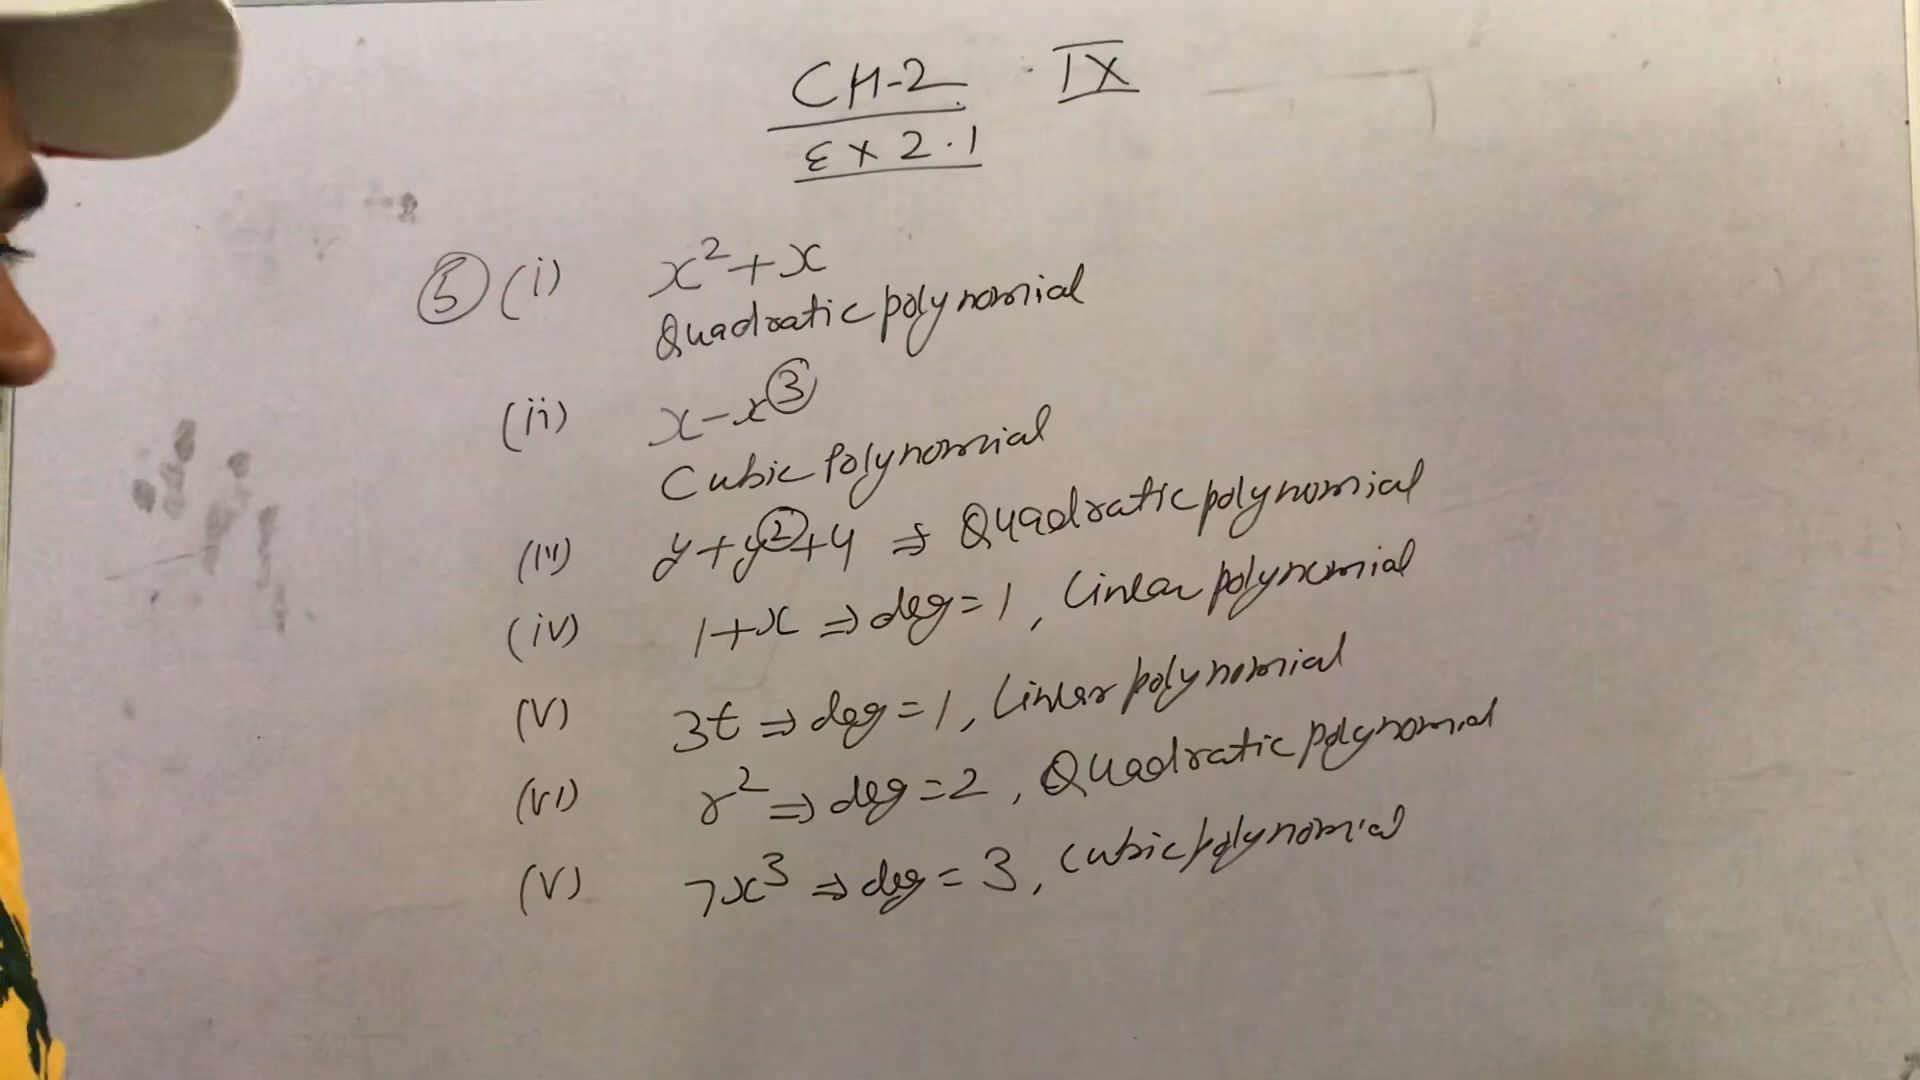 CH-2 IX
Ex 2.1
5 (i) x²+x
Quadratic polynomial
(ii) x-x³
Cubic Polynomial
(iii) y+y²+4 ⇒ Quadratic polynomial
(iv) 1+x ⇒ deg=1, Linear polynomial
(V) 3t ⇒ deg=1, Linear polynomial
(VI) r² ⇒ deg=2, Quadratic polynomial
(V) 7x³ ⇒ deg=3, Cubic polynomial